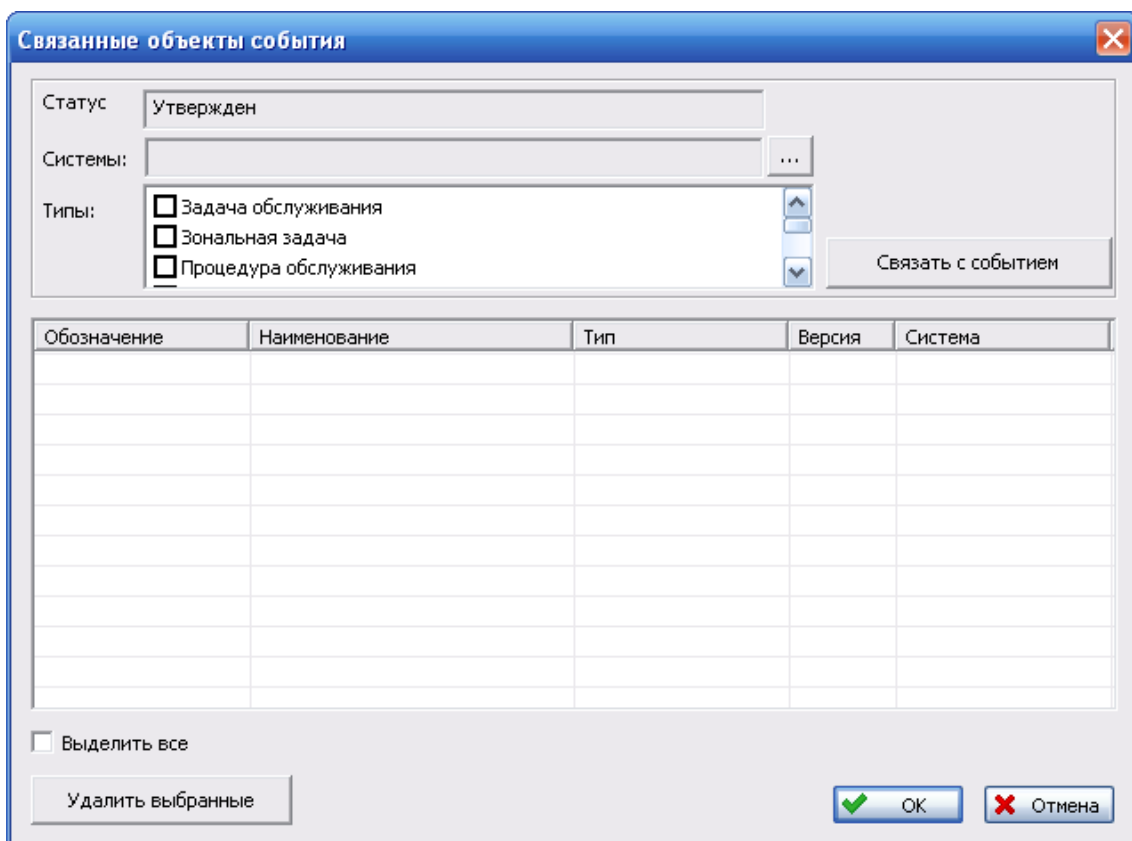 Связанные объекты события
Статус
Утвержден
Системы:
...
Типы:
Задача обслуживания
Зональная задача
Процедура обслуживания
Связать с событием
Обозначение Наименование Тип Версия Система
Выделить все
Удалить выбранные
OK
Отмена